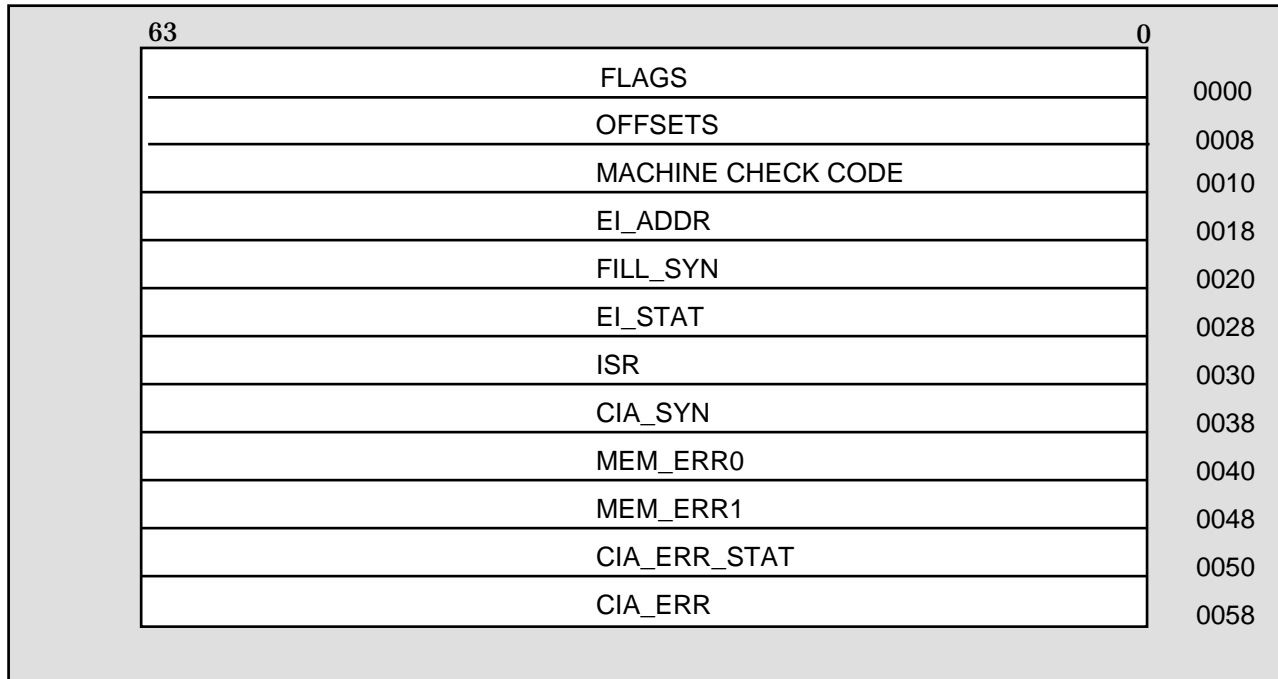 63 0
FLAGS 0000
OFFSETS 0008
MACHINE CHECK CODE 0010
EI_ADDR 0018
FILL_SYN 0020
EI_STAT 0028
ISR 0030
CIA_SYN 0038
MEM_ERR0 0040
MEM_ERR1 0048
CIA_ERR_STAT 0050
CIA_ERR 0058